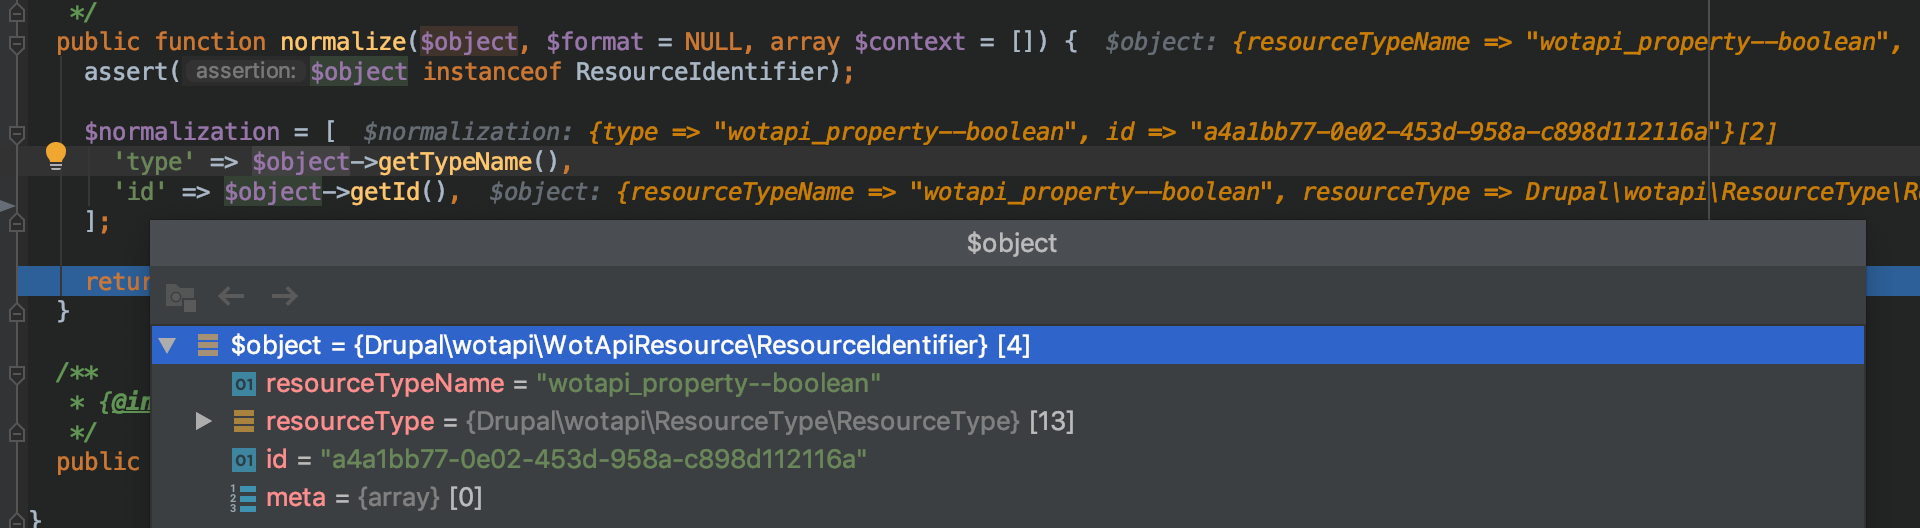 */
public function normalize($object, $format = NULL, array $context = []) {  $object: {resourceTypeName => "wotapi_property--boolean",
assert( assertion: $object instanceof ResourceIdentifier);
$normalization = [  $normalization: {type => "wotapi_property--boolean", id => "a4a1bb77-0e02-453d-958a-c898d112116a"}[2]
'type' => $object->getTypeName(),
'id' => $object->getId(),  $object: {resourceTypeName => "wotapi_property--boolean", resourceType => Drupal\wotapi\ResourceType\R
];
$object
retur
}
$object = {Drupal\wotapi\WotApiResource\ResourceIdentifier} [4]
/**
01 resourceTypeName = "wotapi_property--boolean"
* {@in
resourceType = {Drupal\wotapi\ResourceType\ResourceType} [13]
*/
01 id = "a4a1bb77-0e02-453d-958a-c898d112116a"
public
1 2 3 meta = {array} [0]
}